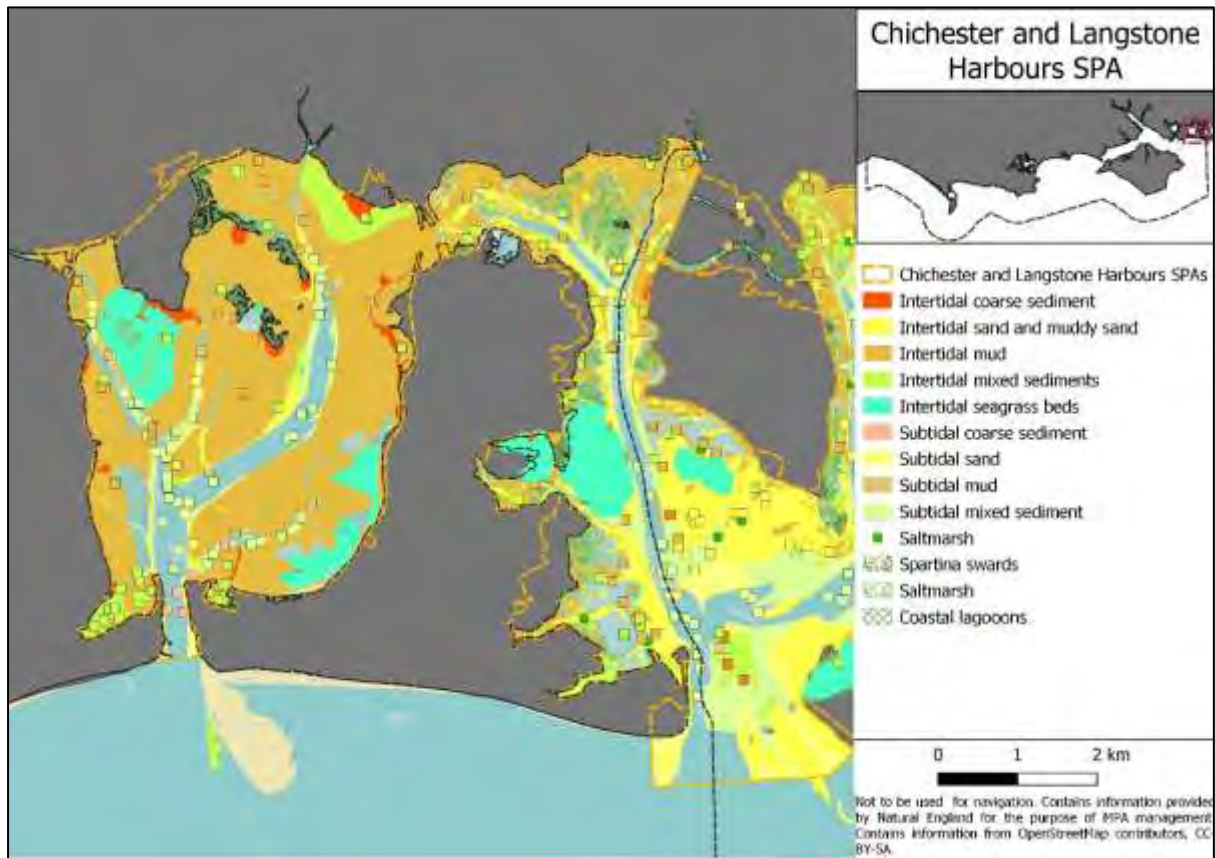 Chichester and Langstone
Harbours SPA
Chichester and Langstone Harbours SPAs
Intertidal coarse sediment
Intertidal sand and muddy sand
Intertidal mud
Intertidal mixed sediments
Intertidal seagrass beds
Subtidal coarse sediment
Subtidal sand
Subtidal mud
Subtidal mixed sediment
Saltmarsh
Spartina swards
Saltmarsh
Coastal lagooons
0 1 2 km
Not to be used for navigation. Contains information provided
by Natural England for the purpose of MPA management
Contains information from OpenStreetMap contributors, CC-
BY-SA.